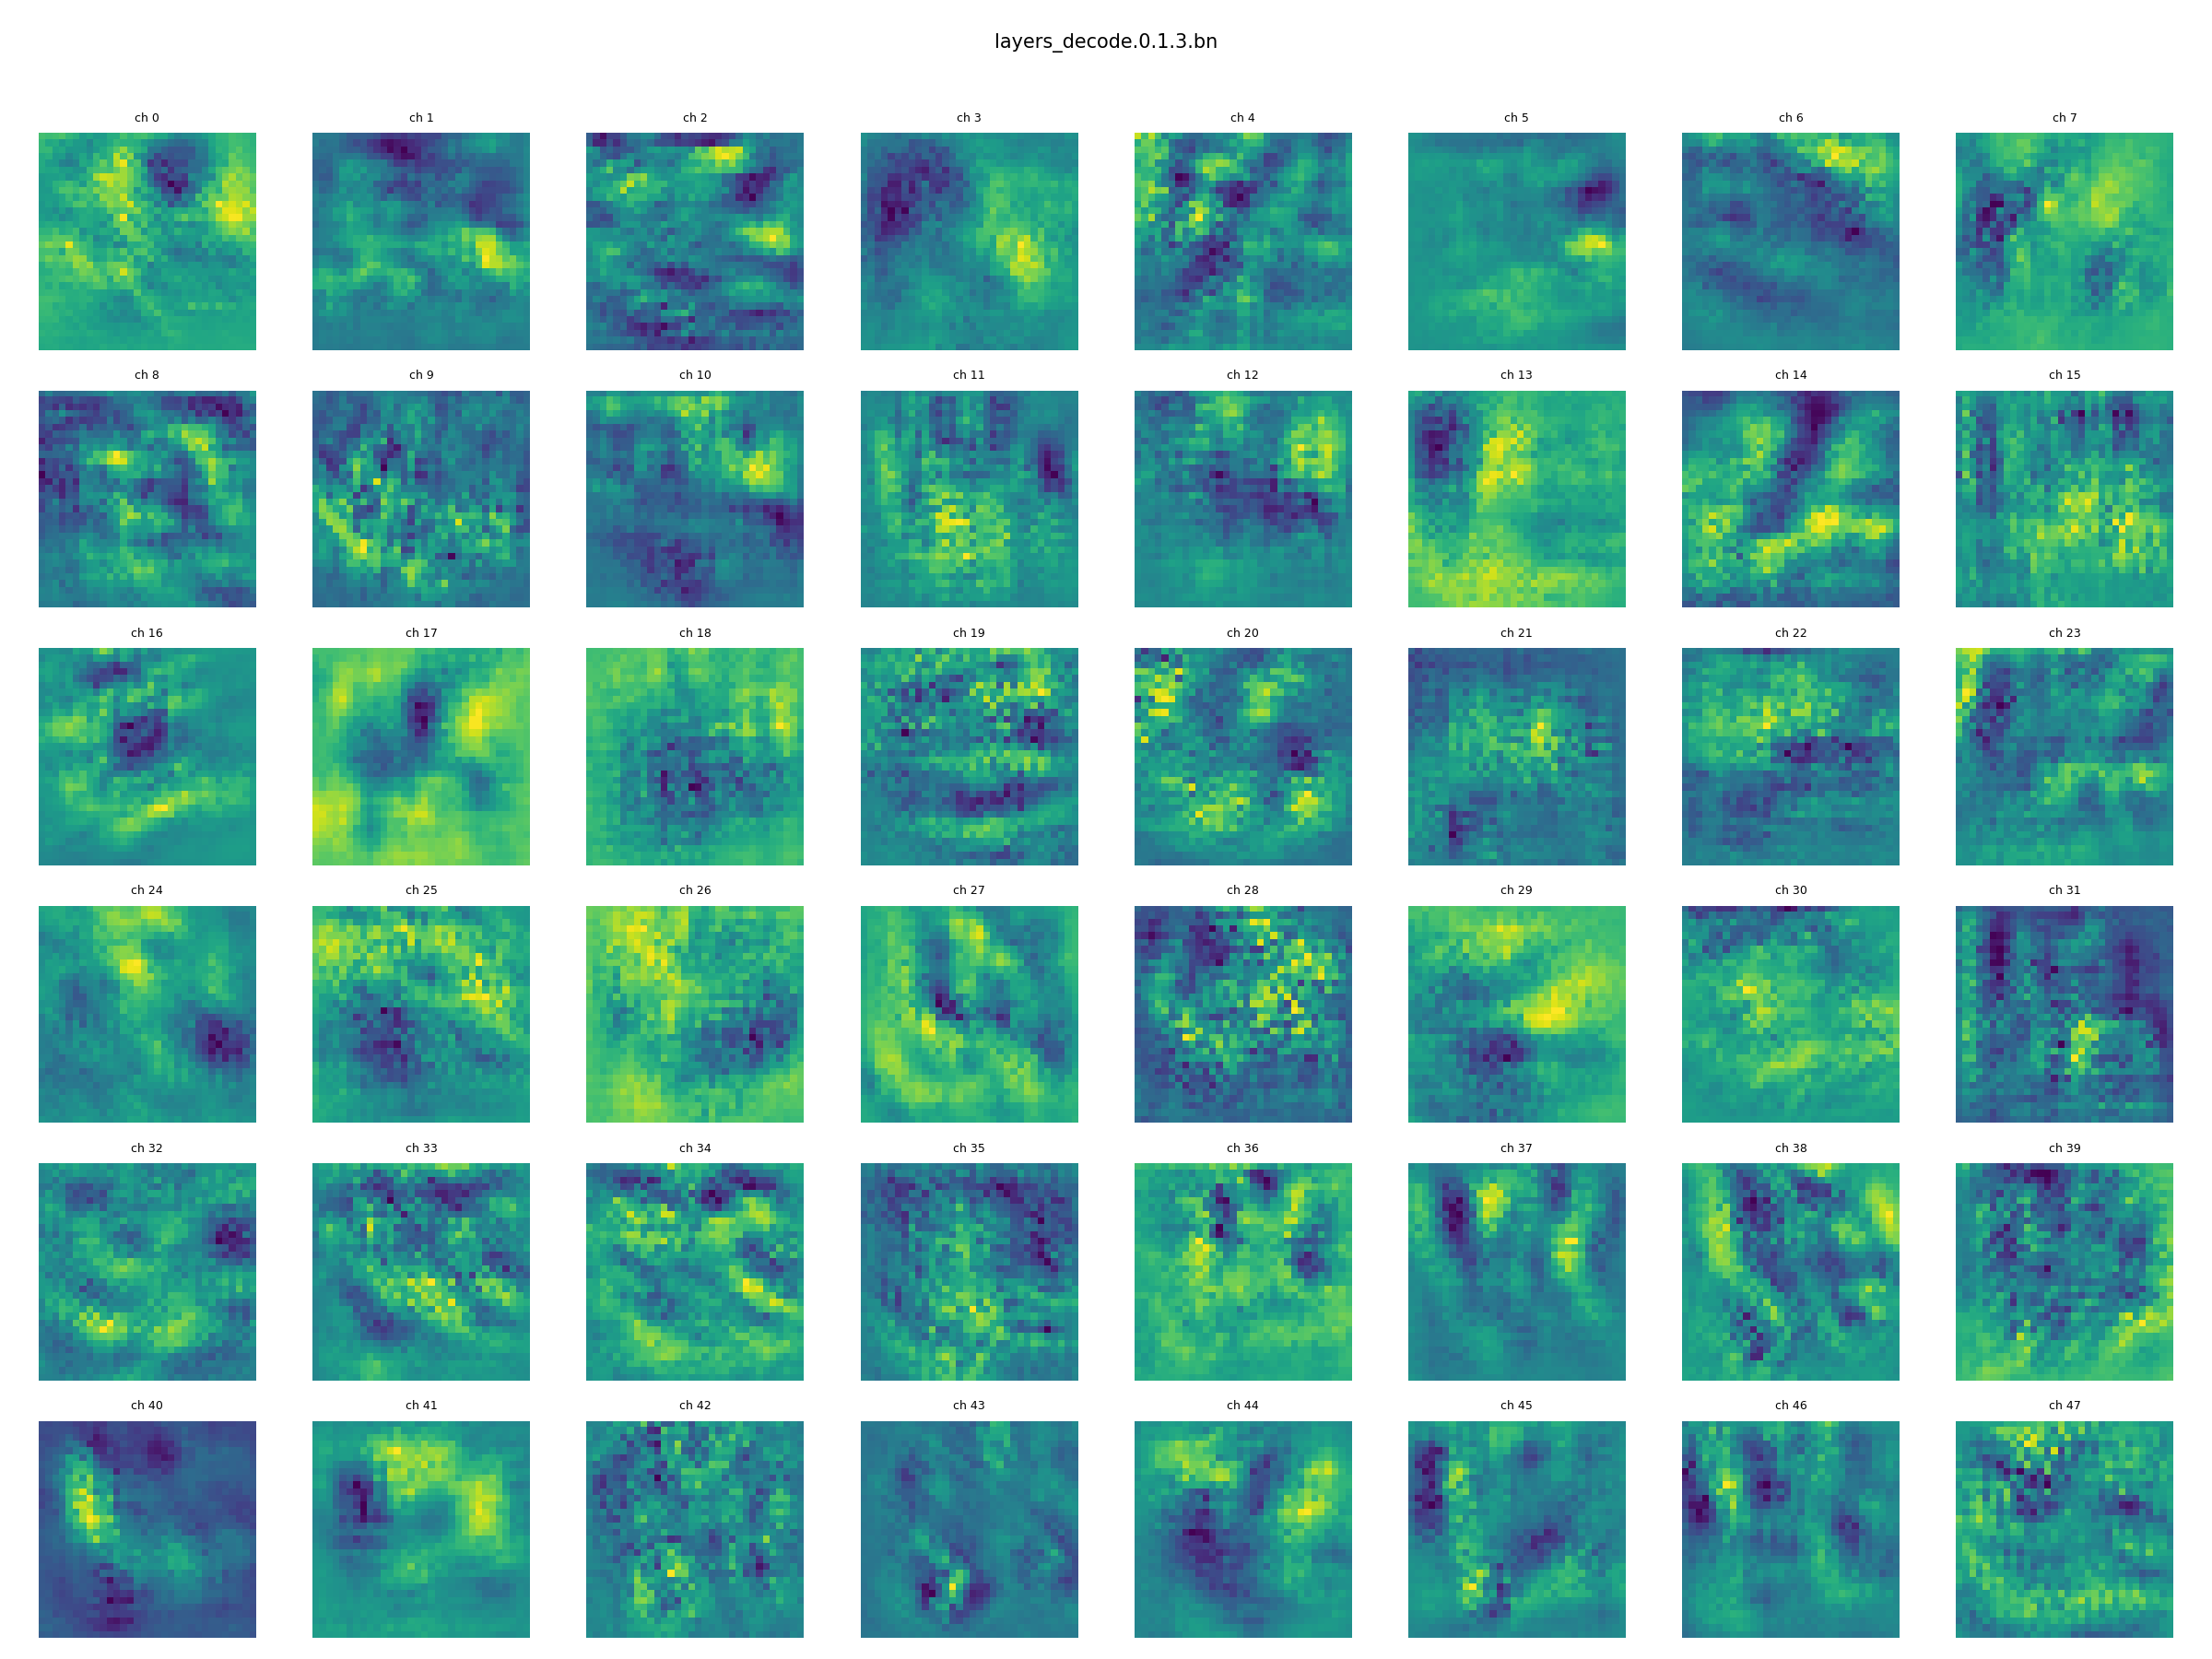 layers_decode.0.1.3.bn
ch 0 ch 1 ch 2 ch 3 ch 4 ch 5 ch 6 ch 7
ch 8 ch 9 ch 10 ch 11 ch 12 ch 13 ch 14 ch 15
ch 16 ch 17 ch 18 ch 19 ch 20 ch 21 ch 22 ch 23
ch 24 ch 25 ch 26 ch 27 ch 28 ch 29 ch 30 ch 31
ch 32 ch 33 ch 34 ch 35 ch 36 ch 37 ch 38 ch 39
ch 40 ch 41 ch 42 ch 43 ch 44 ch 45 ch 46 ch 47